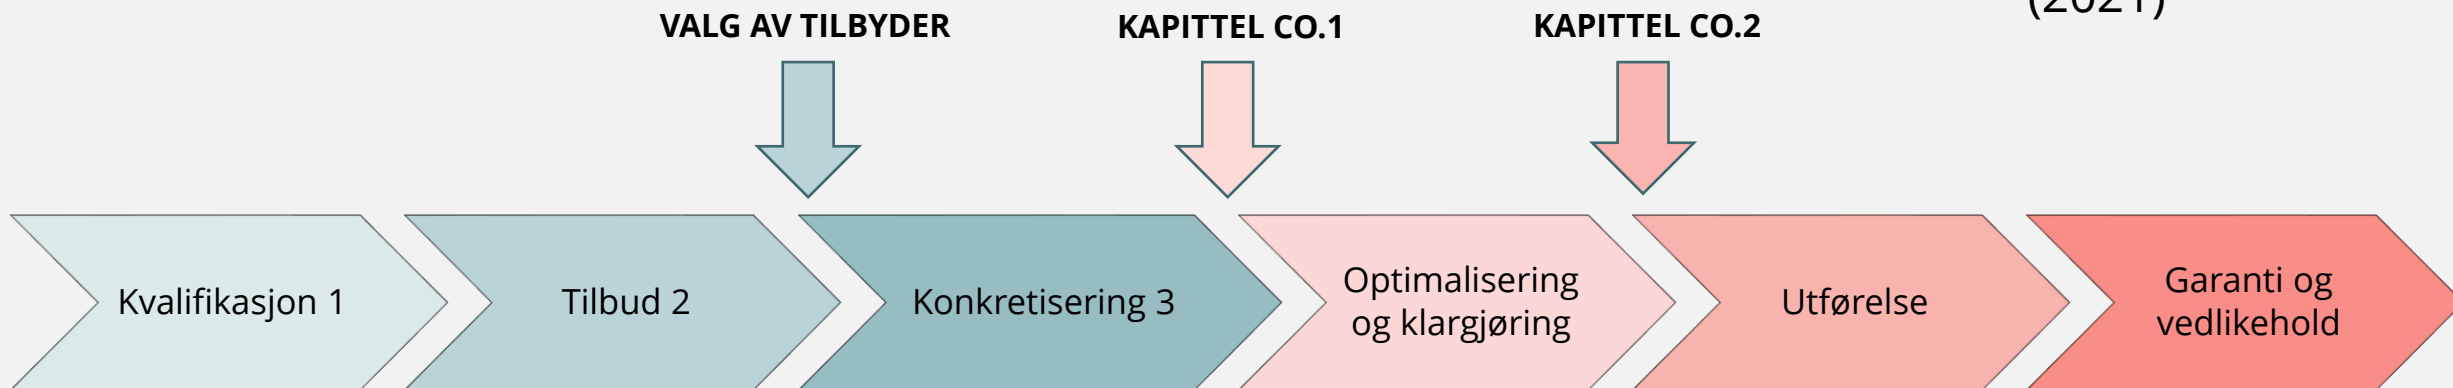 (2021)
VALG AV TILBYDER
KAPITTEL CO.1
KAPITTEL CO.2
Kvalifikasjon 1
Tilbud 2
Konkretisering 3
Optimalisering
og klargjøring
Utførelse
Garanti og
vedlikehold